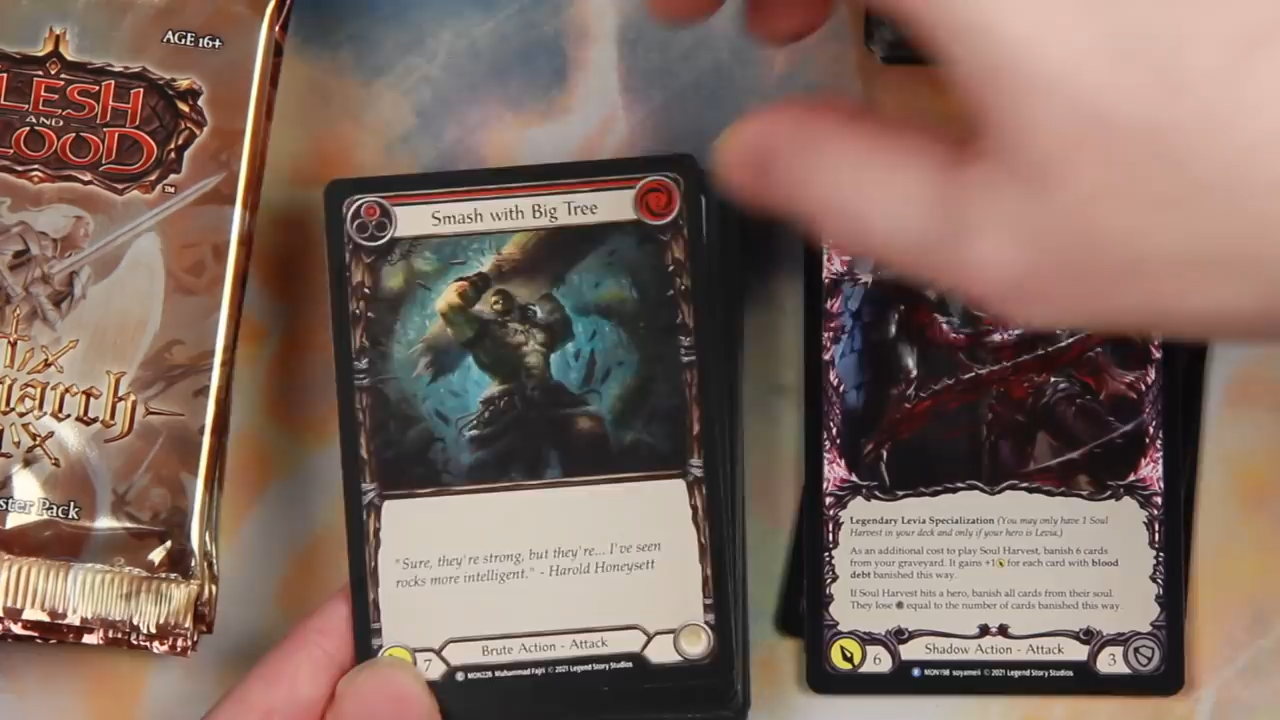 AGE 16+
LESH
AND
LOOD
TM
arch
ster Pack
Smash with Big Tree
"Sure, they're strong, but they're... I've seen
rocks more intelligent." - Harold Honeysett
7
Brute Action - Attack
MON226 Muhammad Fajri © 2021 Legend Story Studios
Legendary Levia Specialization (You may only have 1 Soul
Harvest in your deck and only if your hero is Levia.)
As an additional cost to play Soul Harvest, banish 6 cards
from your graveyard. It gains +1 for each card with blood
debt banished this way.
If Soul Harvest hits a hero, banish all cards from their soul.
They lose equal to the number of cards banished this way.
6
Shadow Action - Attack
3
R MON198 soyameii © 2021 Legend Story Studios